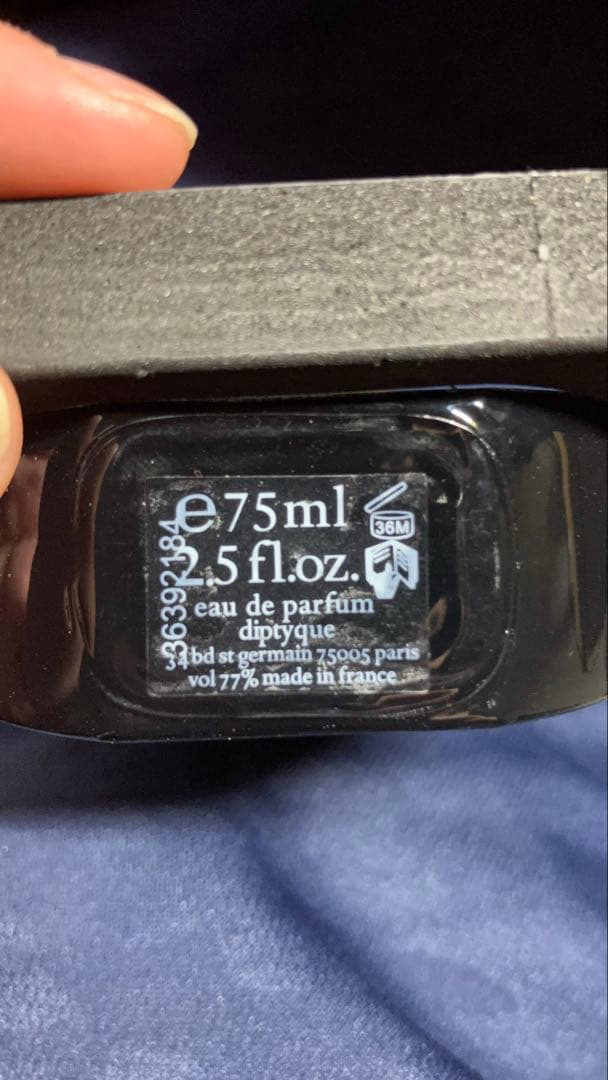 e 75ml
36M
2.5 fl.oz.
eau de parfum
diptyque
34 bd st germain 75005 paris
vol 77% made in france
36392184